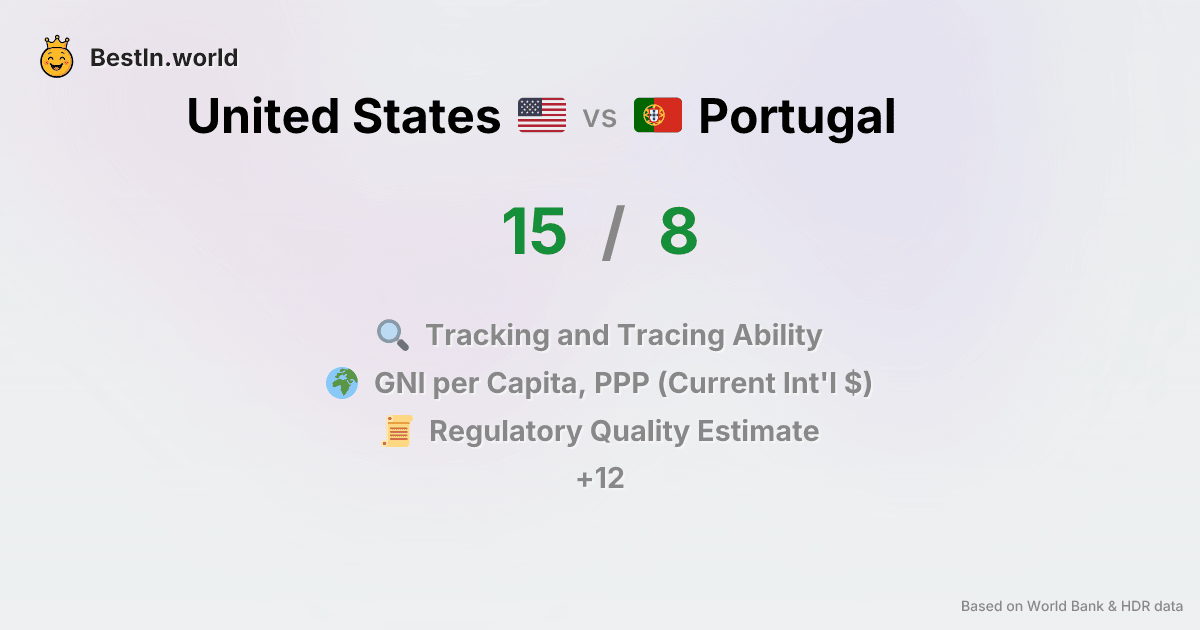 BestIn.world
United States vs Portugal
15 / 8
Tracking and Tracing Ability
GNI per Capita, PPP (Current Int'l $)
Regulatory Quality Estimate
+12
Based on World Bank & HDR data